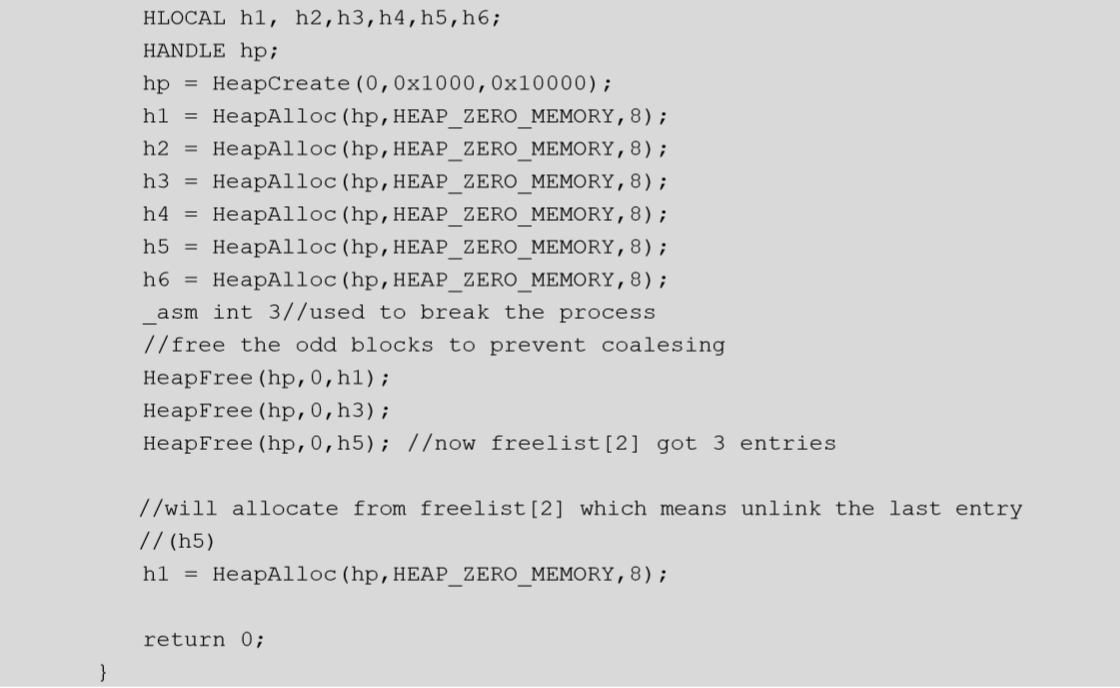 HLOCAL h1, h2,h3,h4,h5,h6;
HANDLE hp;
hp = HeapCreate(0,0x1000,0x10000);
h1 = HeapAlloc(hp,HEAP_ZERO_MEMORY,8);
h2 = HeapAlloc(hp,HEAP_ZERO_MEMORY,8);
h3 = HeapAlloc(hp,HEAP_ZERO_MEMORY,8);
h4 = HeapAlloc(hp,HEAP_ZERO_MEMORY,8);
h5 = HeapAlloc(hp,HEAP_ZERO_MEMORY,8);
h6 = HeapAlloc(hp,HEAP_ZERO_MEMORY,8);
_asm int 3//used to break the process
//free the odd blocks to prevent coalesing
HeapFree(hp,0,h1);
HeapFree(hp,0,h3);
HeapFree(hp,0,h5); //now freelist[2] got 3 entries
//will allocate from freelist[2] which means unlink the last entry
//(h5)
h1 = HeapAlloc(hp,HEAP_ZERO_MEMORY,8);
return 0;
}